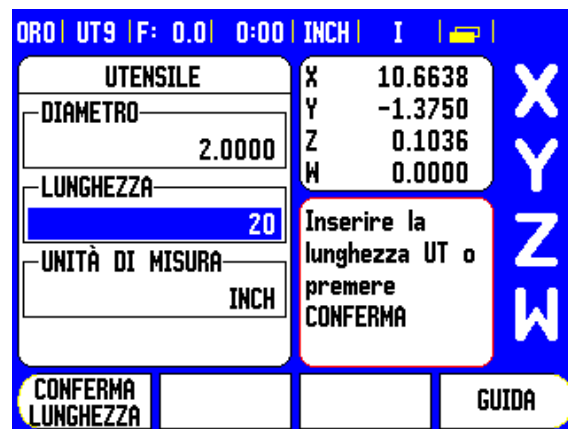 ORO| UT9 |F: 0.0| 0:00| INCH| I | |
UTENSILE
DIAMETRO
2.0000
LUNGHEZZA
20
UNITÀ DI MISURA
INCH
X 10.6638
Y -1.3750
Z 0.1036
W 0.0000
Inserire la
lunghezza UT o
premere
CONFERMA
X
Y
Z
W
CONFERMA
LUNGHEZZA
GUIDA